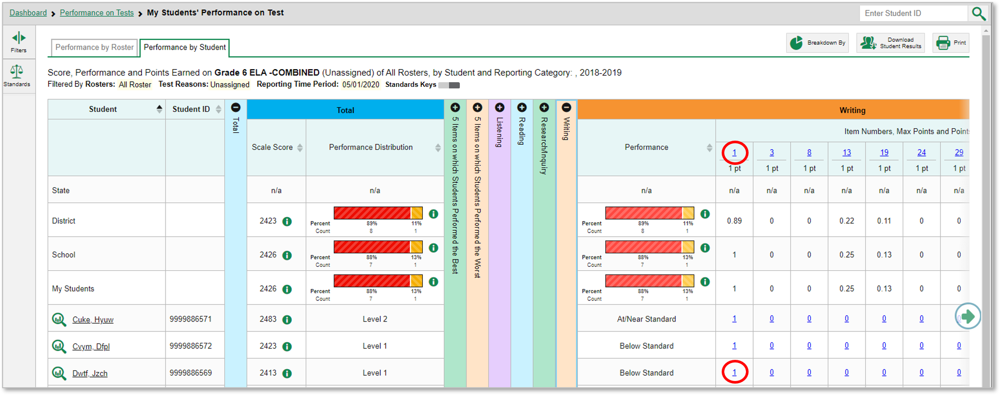 Dashboard > Performance on Tests > My Students' Performance on Test
Enter Student ID
Filters
Standards
Performance by Roster
Performance by Student
Breakdown By
Download
Student Results
Print
Score, Performance and Points Earned on Grade 6 ELA -COMBINED (Unassigned) of All Rosters, by Student and Reporting Category: , 2018-2019
Filtered By Rosters: All Roster Test Reasons: Unassigned Reporting Time Period: 05/01/2020 Standards Keys
Student
Student ID
Total
Total
Scale Score
Performance Distribution
5 Items on which Students Performed the Best
5 Items on which Students Performed the Worst
Listening
Reading
Research/Inquiry
Writing
Writing
Performance
Item Numbers, Max Points and Point
1 3 8 13 19 24 29
1 pt 1 pt 1 pt 1 pt 1 pt 1 pt 1 pt
State n/a n/a n/a n/a n/a n/a n/a n/a n/a n/a
District 2423 0.89 0 0 0.22 0.11 0 0
Percent 89% 11% Percent 89% 11%
Count 8 1 Count 8 1
School 2426 1 0 0 0.25 0.13 0 0
Percent 88% 13% Percent 88% 13%
Count 7 1 Count 7 1
My Students 2426 1 0 0 0.25 0.13 0 0
Percent 88% 13% Percent 88% 13%
Count 7 1 Count 7 1
Cuke, Hyuw 9999886571 2483 Level 2 At/Near Standard 1 0 0 0 0 0 0
Cvym, Dfpl 9999886572 2423 Level 1 Below Standard 1 0 0 0 0 0 0
Dwtf, Jzch 9999886569 2413 Level 1 Below Standard 1 0 0 0 0 0 0